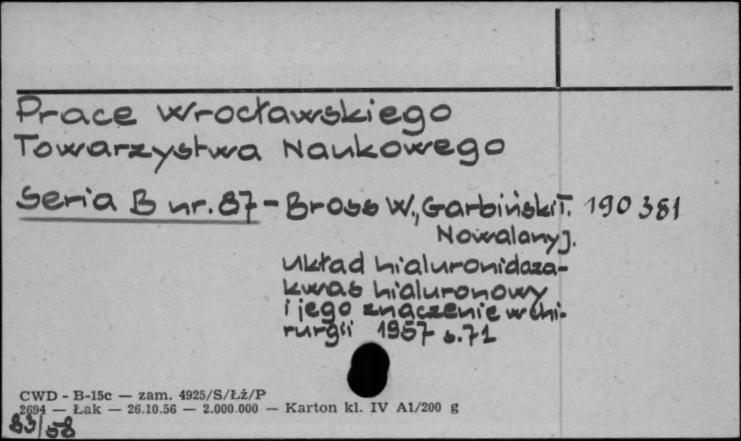 Prace Wrocławskiego
Towarzystwa Naukowego
Seria B nr. 87 - Bross W., Garbiński T. 190 381
Nowalany J.
układ hialuronidaza-
kwas hialuronowy
i jego znaczenie w chi-
rurgii 1957 s. 71
CWD - B-15c — zam. 4925/S/Łż/P
2694 — Łak — 26.10.56 — 2.000.000 — Karton kl. IV A1/200 g
83/58